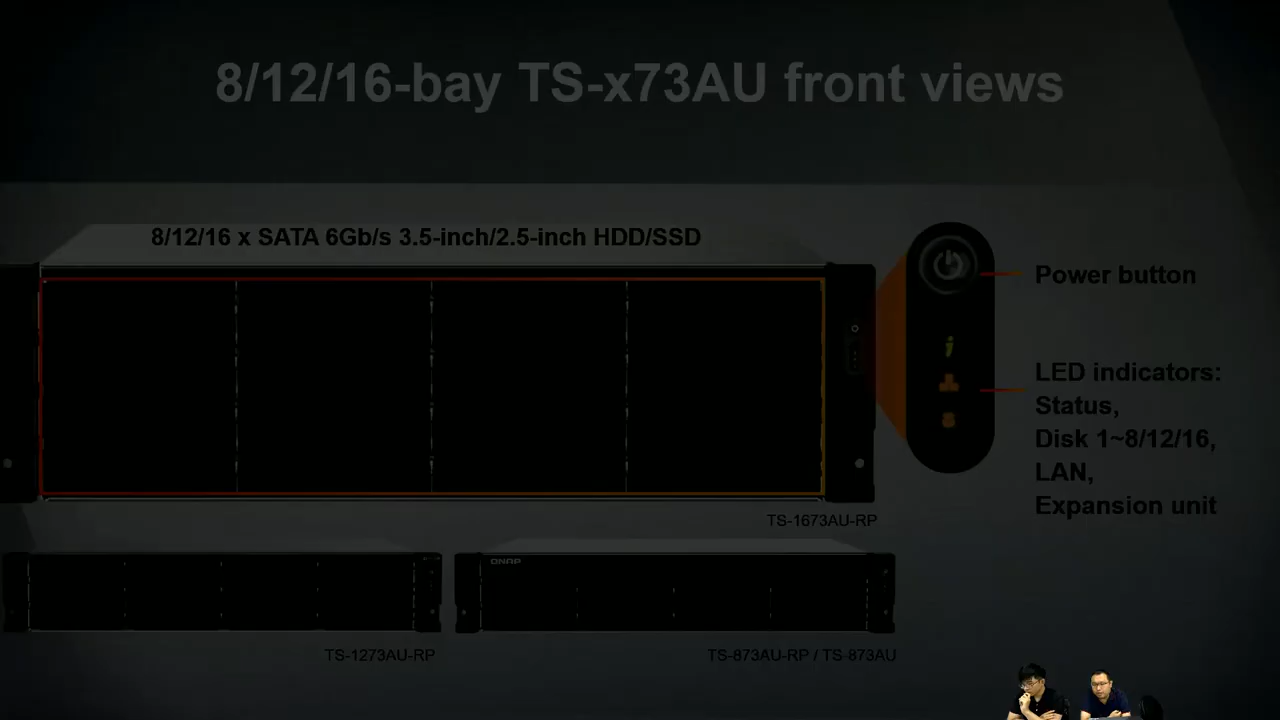 8/12/16-bay TS-x73AU front views
8/12/16 x SATA 6Gb/s 3.5-inch/2.5-inch HDD/SSD
Power button
LED indicators:
Status,
Disk 1~8/12/16,
LAN,
Expansion unit
TS-1673AU-RP
QNAP
TS-1273AU-RP
TS-873AU-RP / TS-873AU